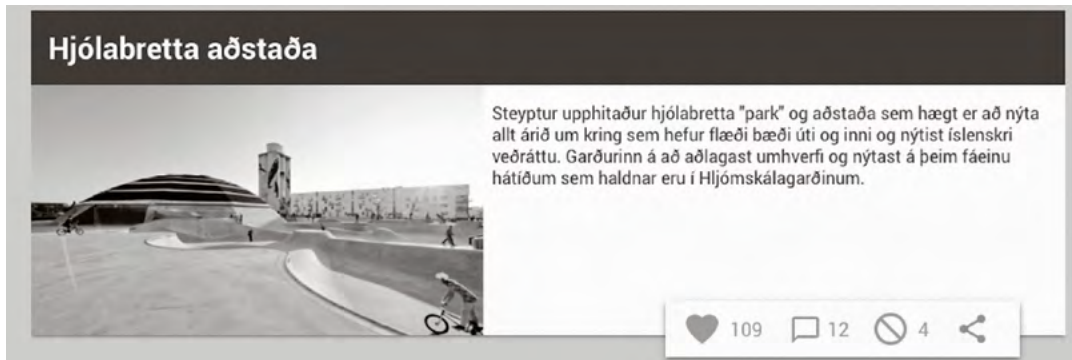 Hjólabretta aðstaða
Steyptur upphitaður hjólabretta "park" og aðstaða sem hægt er að nýta
allt árið um kring sem hefur flæði bæði úti og inni og nýtist íslenskri
veðráttu. Garðurinn á að aðlagast umhverfi og nýtast á þeim fáeinu
hátíðum sem haldnar eru í Hljómskálagarðinum.
109 12 4